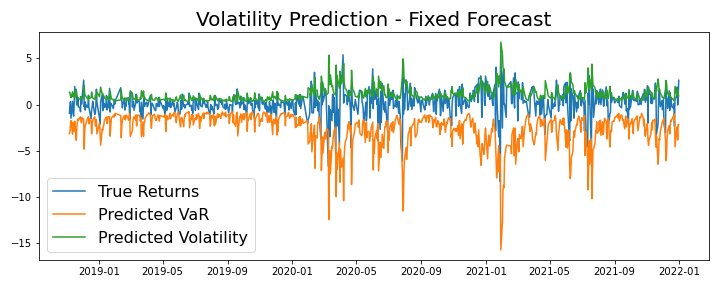 Volatility Prediction - Fixed Forecast
5
0
−5
−10
−15
True Returns
Predicted VaR
Predicted Volatility
2019-01 2019-05 2019-09 2020-01 2020-05 2020-09 2021-01 2021-05 2021-09 2022-01